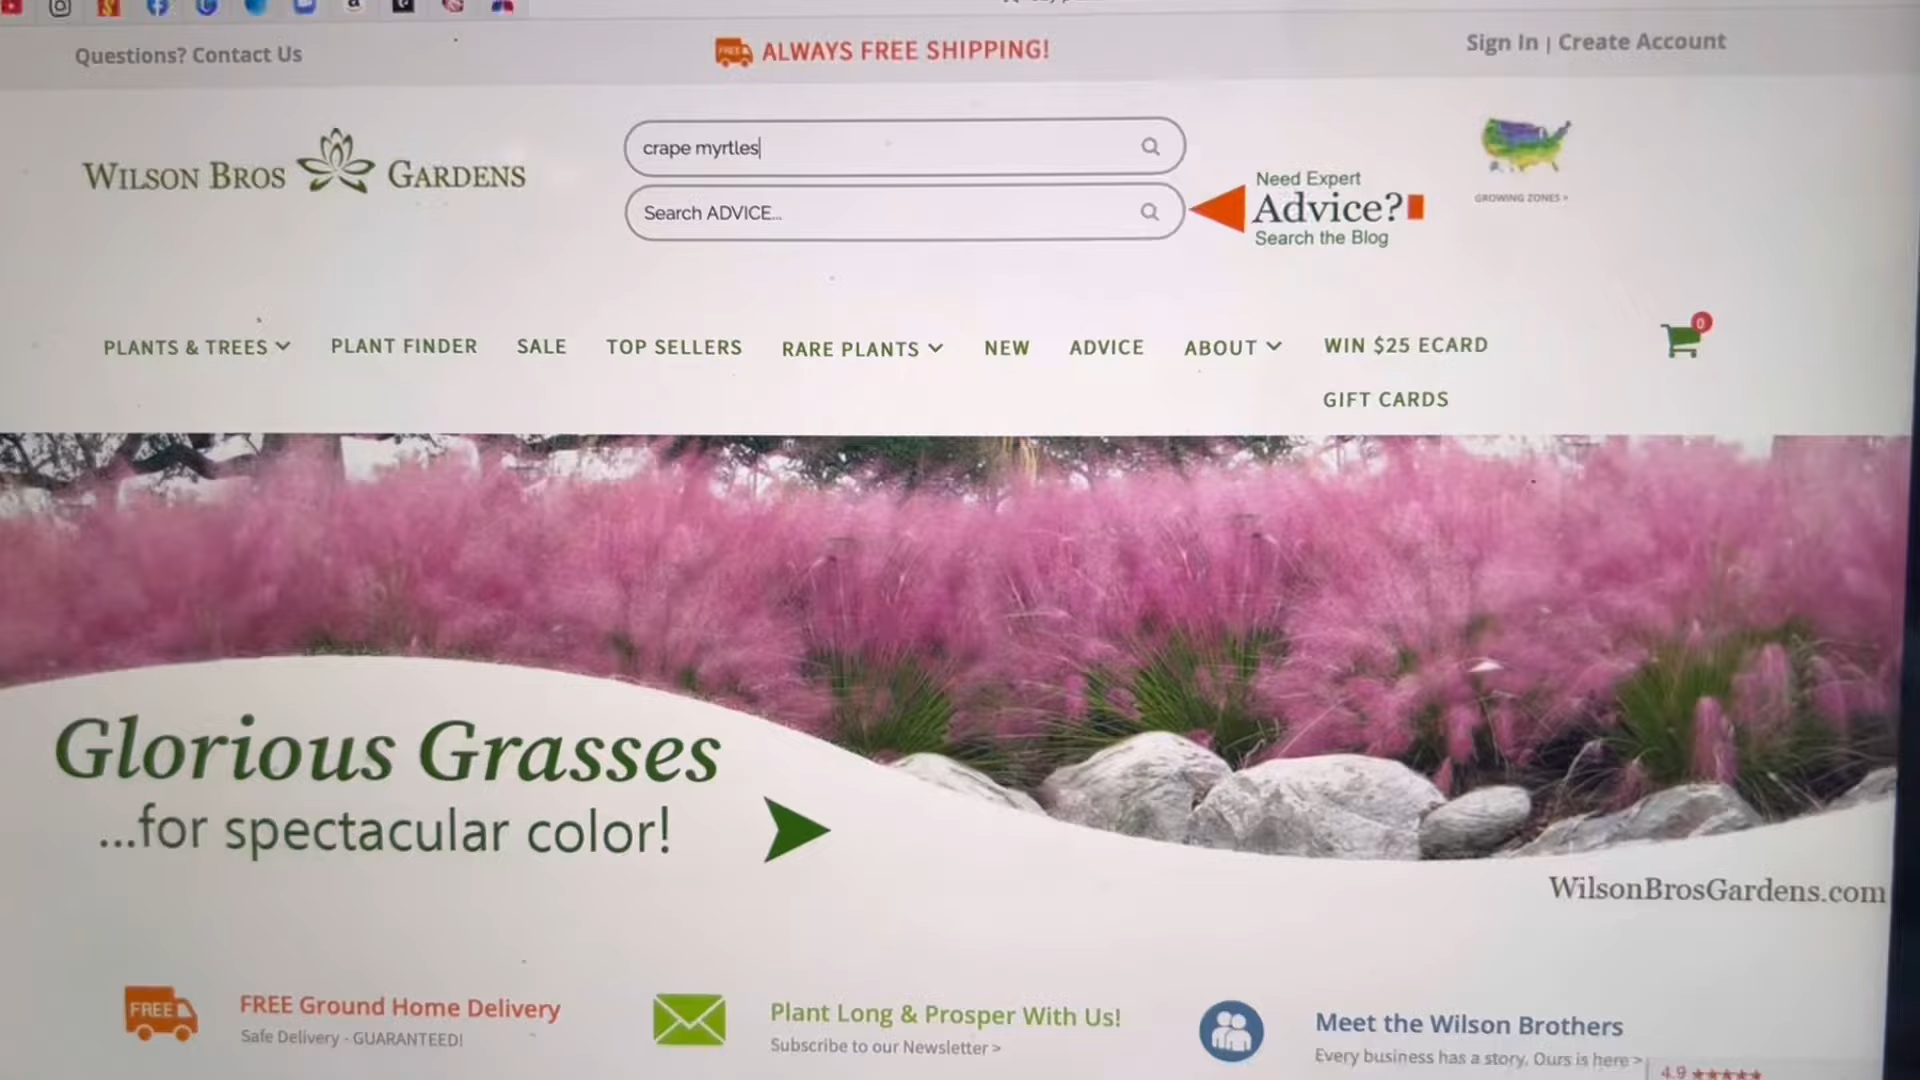 Questions? Contact Us
FREE ALWAYS FREE SHIPPING!
Sign In | Create Account
WILSON BROS GARDENS
crape myrtles
Search ADVICE...
Need Expert
Advice?
Search the Blog
GROWING ZONES >
PLANTS & TREES
PLANT FINDER
SALE
TOP SELLERS
RARE PLANTS
NEW
ADVICE
ABOUT
WIN $25 ECARD
0
GIFT CARDS
Glorious Grasses
...for spectacular color!
WilsonBrosGardens.com
FREE
FREE Ground Home Delivery
Safe Delivery - GUARANTEED!
Plant Long & Prosper With Us!
Subscribe to our Newsletter >
Meet the Wilson Brothers
Every business has a story. Ours is here >
4.9 ★★★★★